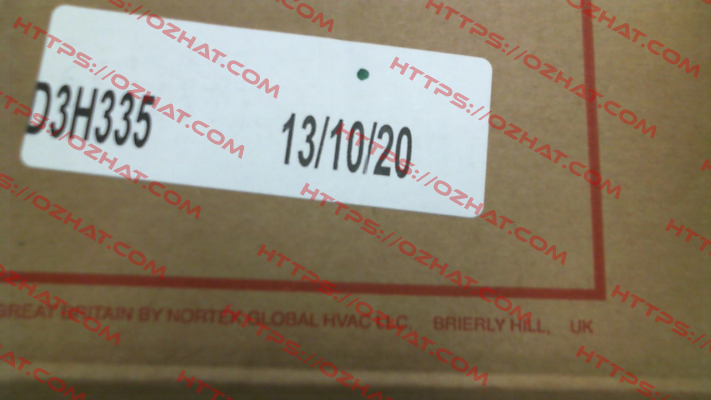 D3H335 13/10/20
GREAT BRITAIN BY NORTEK GLOBAL HVAC LLC, BRIERLY HILL, UK
HTTPS://OZHAT.COM